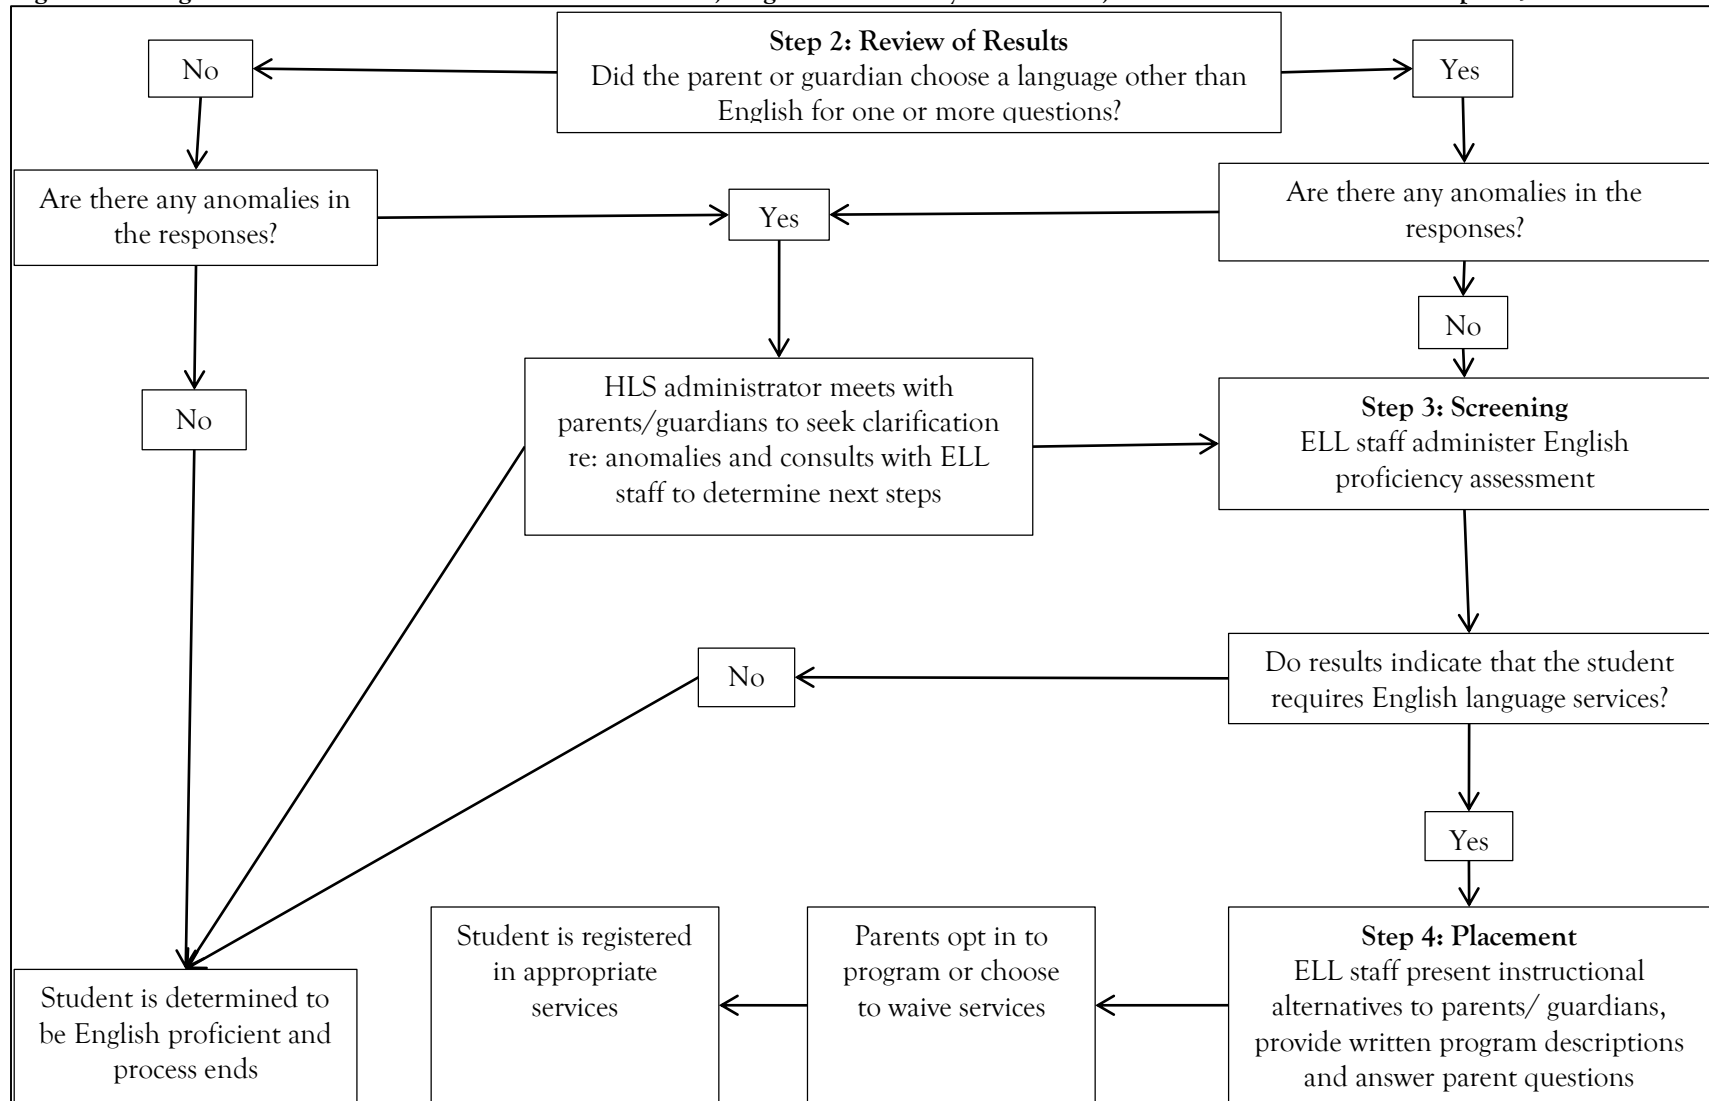 Step 2: Review of Results
Did the parent or guardian choose a language other than
English for one or more questions?
No
Yes
Are there any anomalies in
the responses?
Yes
Are there any anomalies in the
responses?
No
No
HLS administrator meets with
parents/guardians to seek clarification
re: anomalies and consults with ELL
staff to determine next steps
Step 3: Screening
ELL staff administer English
proficiency assessment
No
Do results indicate that the student
requires English language services?
Yes
Student is determined to
be English proficient and
process ends
Student is registered
in appropriate
services
Parents opt in to
program or choose
to waive services
Step 4: Placement
ELL staff present instructional
alternatives to parents/ guardians,
provide written program descriptions
and answer parent questions